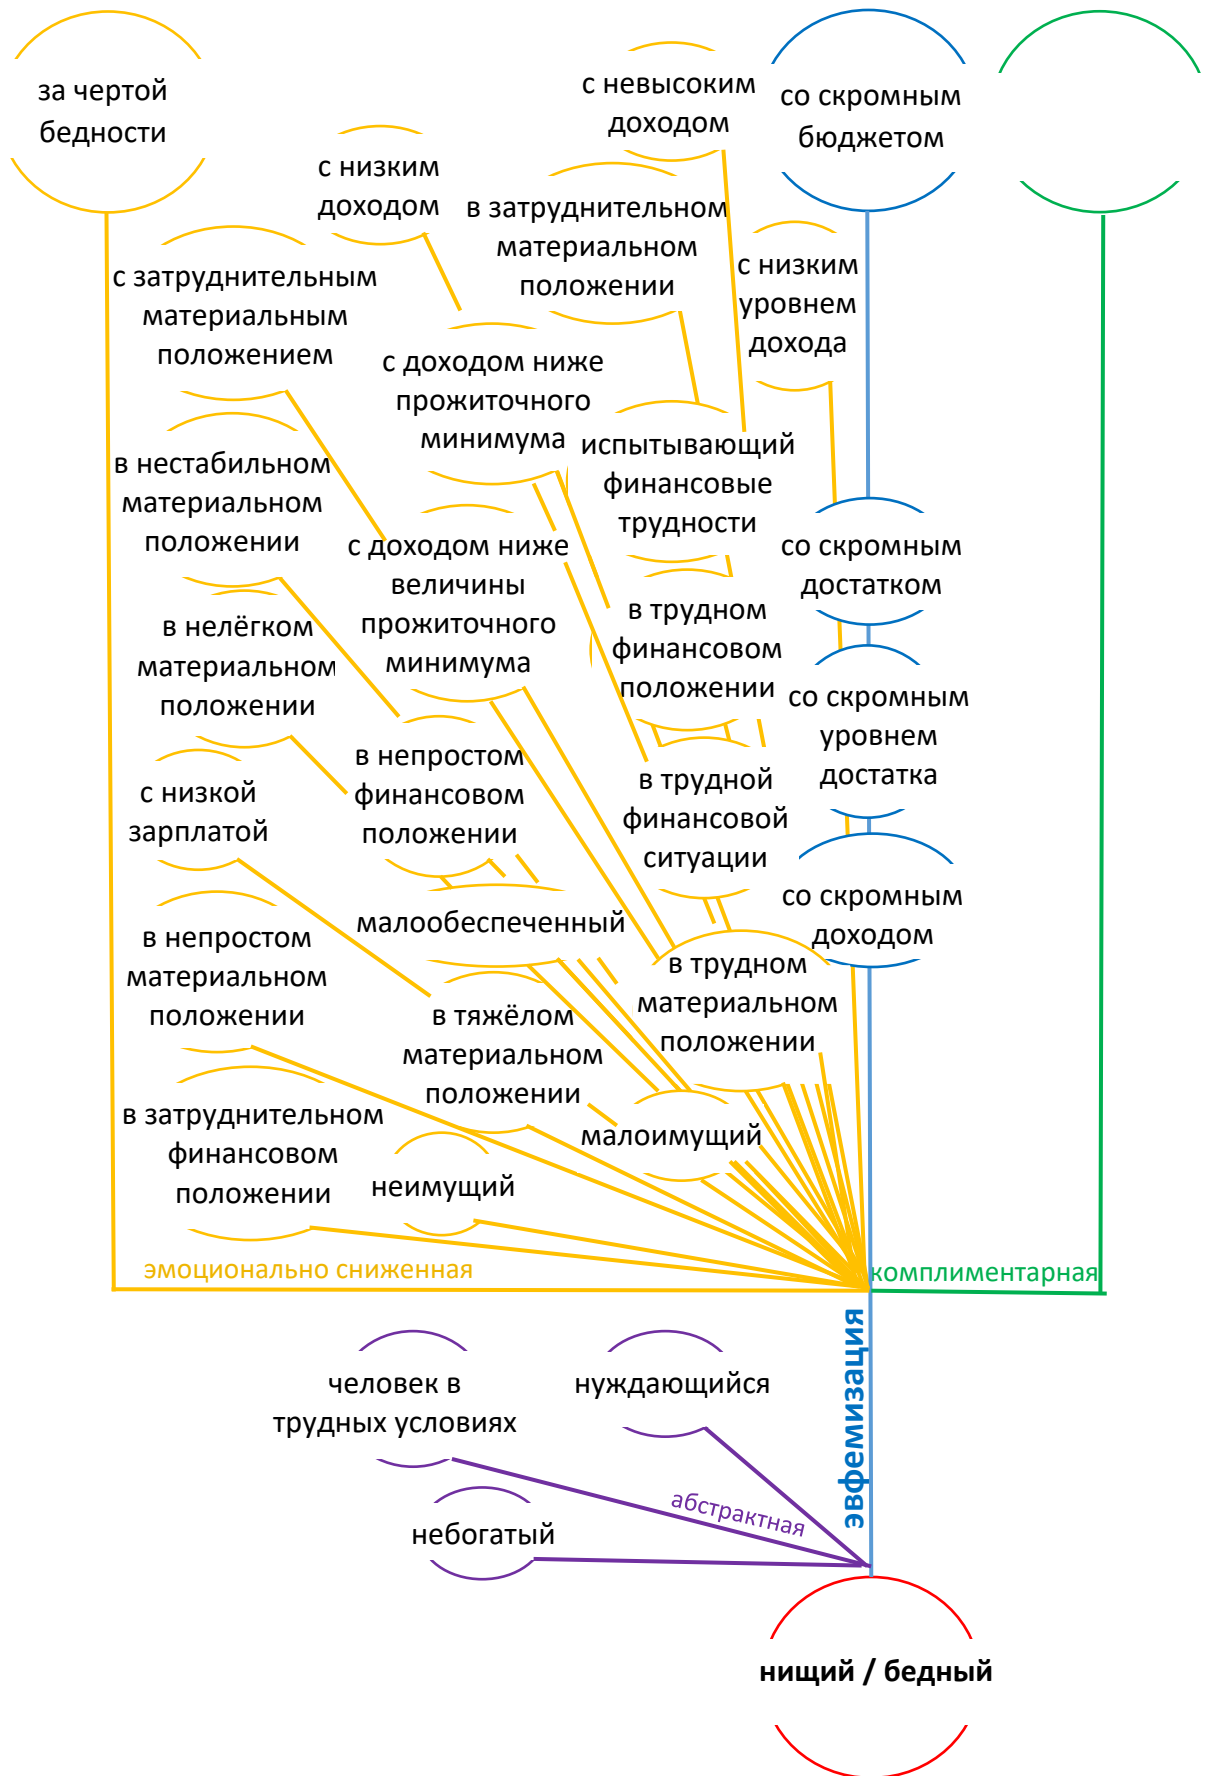 за чертой
бедности
с невысоким
доходом
со скромным
бюджетом
с низким
доходом
в затруднительном
материальном
положении
с низким
уровнем
дохода
с затруднительным
материальным
положением
с доходом ниже
прожиточного
минимума
испытывающий
финансовые
трудности
в нестабильном
материальном
положении
с доходом ниже
величины
прожиточного
минимума
со скромным
достатком
в нелёгком
материальном
положении
в трудном
финансовом
положении
со скромным
уровнем
достатка
с низкой
зарплатой
в непростом
финансовом
положении
в трудной
финансовой
ситуации
со скромным
доходом
малообеспеченный
в непростом
материальном
положении
в трудном
материальном
положении
в тяжёлом
материальном
положении
в затруднительном
финансовом
положении
малоимущий
неимущий
эмоционально сниженная
комплиментарная
эвфемизация
человек в
трудных условиях
нуждающийся
абстрактная
небогатый
нищий / бедный